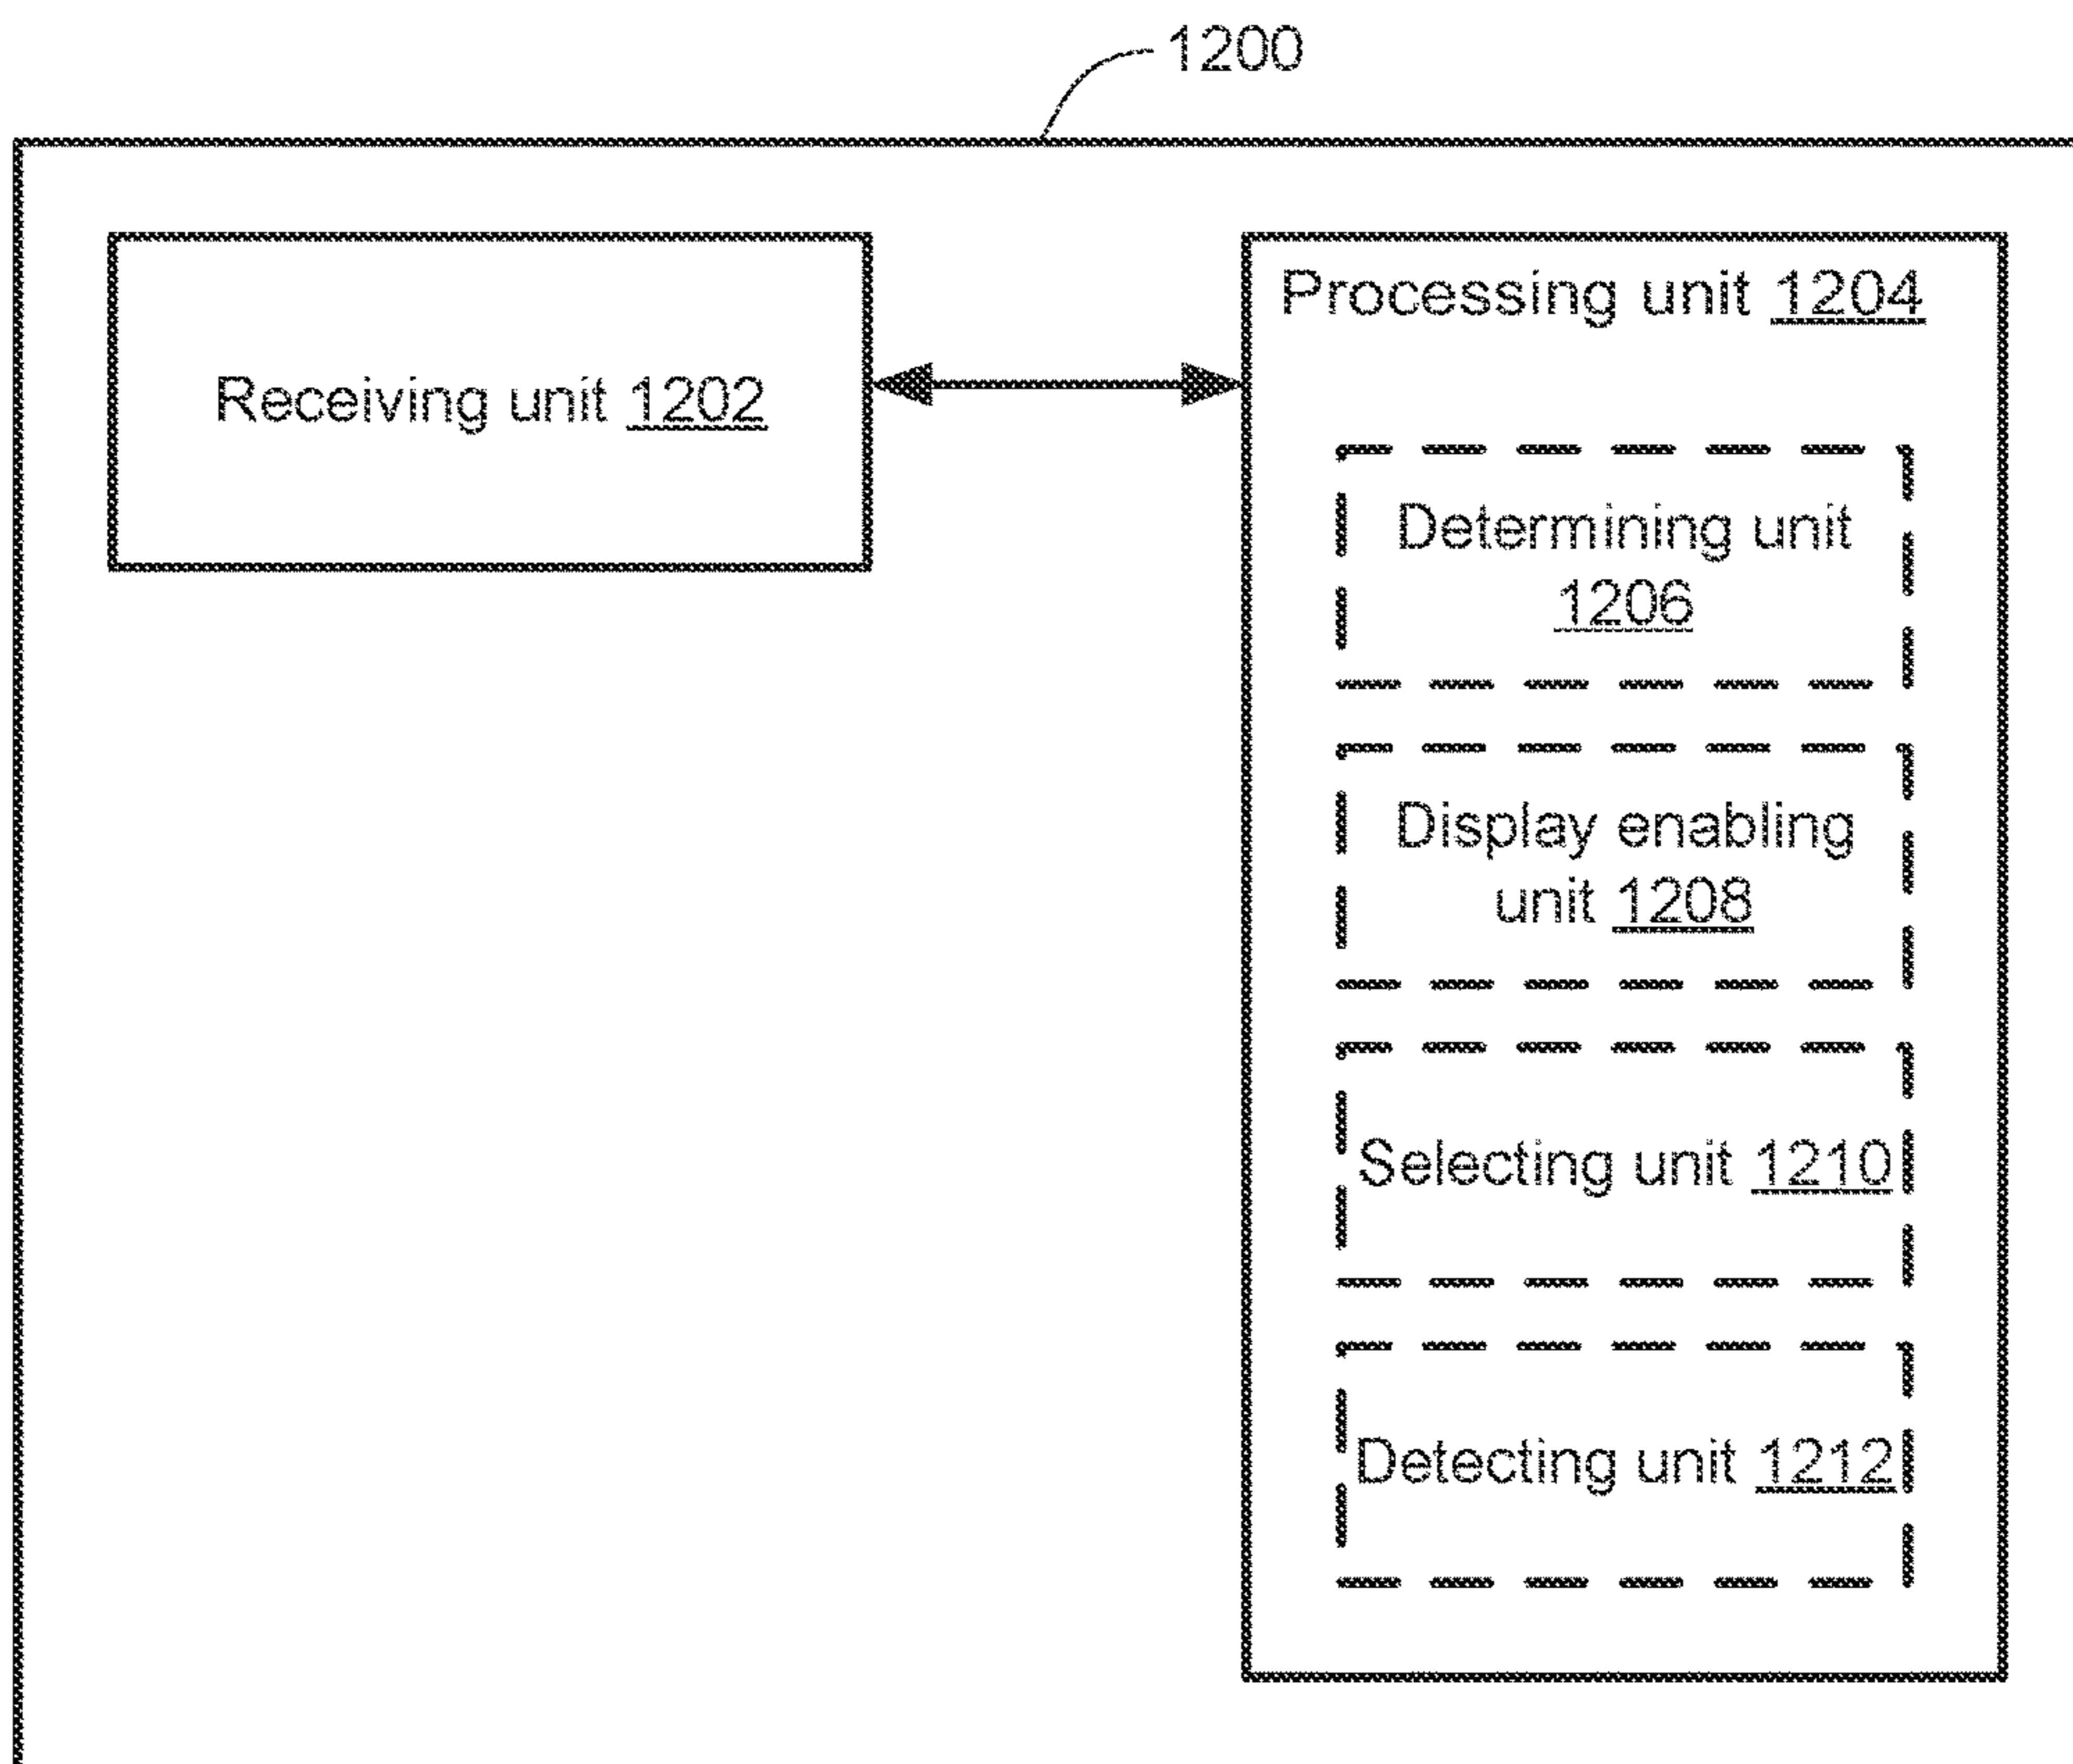 1200
Receiving unit 1202
Processing unit 1204
Determining unit
1206
Display enabling
unit 1208
Selecting unit 1210
Detecting unit 1212